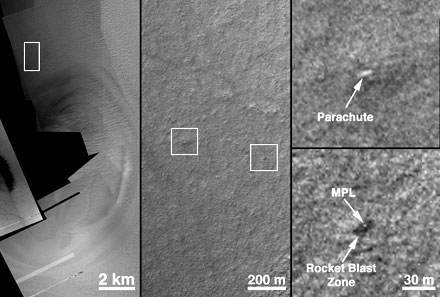 2 km
200 m
Parachute
MPL
Rocket Blast
Zone
30 m